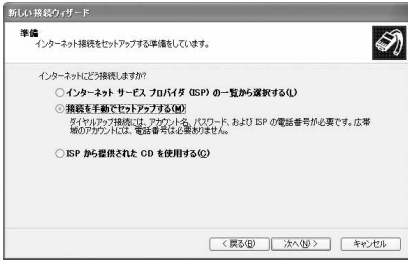 新しい接続ウィザード
準備
インターネット接続をセットアップする準備をしています。
インターネットにどう接続しますか?
インターネット サービス プロバイダ (ISP) の一覧から選択する(L)
接続を手動でセットアップする(M)
ダイヤルアップ接続には、アカウント名、パスワード、および ISP の電話番号が必要です。広帯
域のアカウントには、電話番号は必要ありません。
ISP から提供された CD を使用する(C)
< 戻る(B)
次へ(N) >
キャンセル